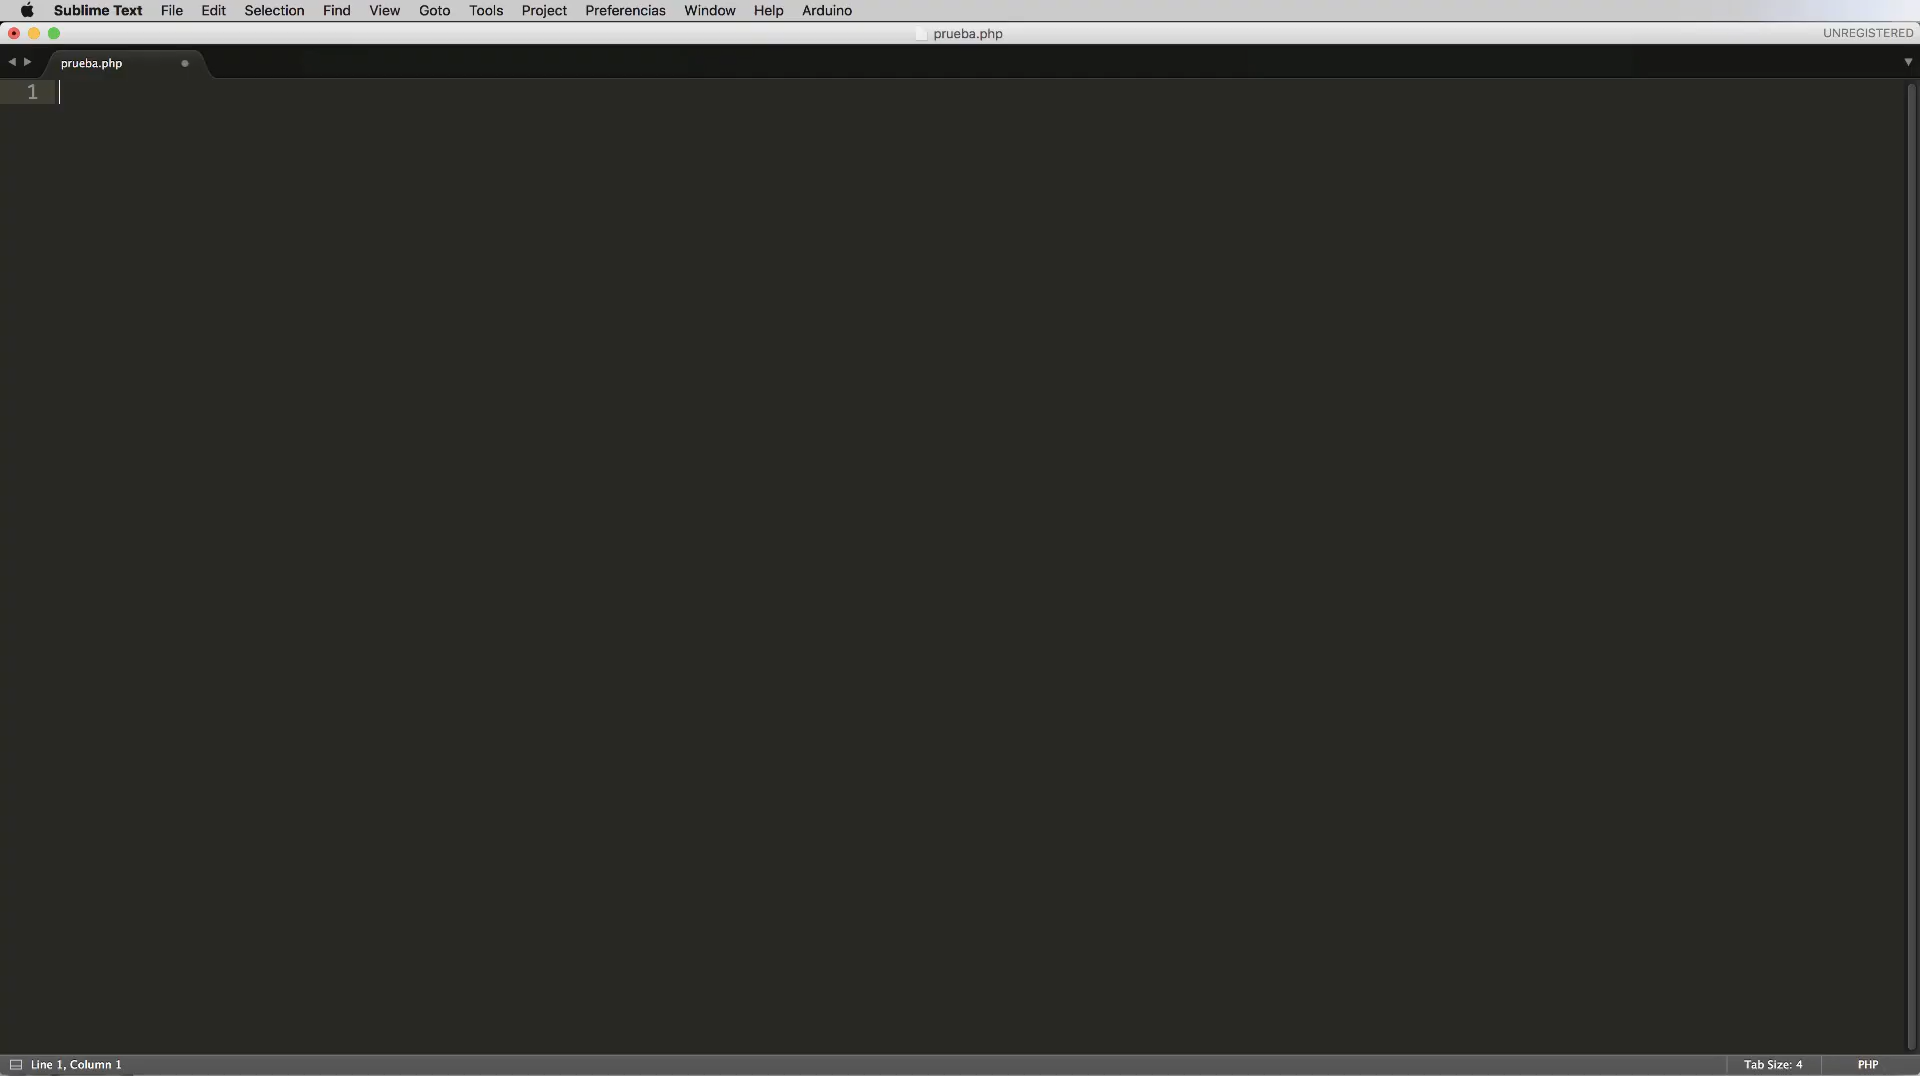 Sublime Text File Edit Selection Find View Goto Tools Project Preferencias Window Help Arduino
prueba.php UNREGISTERED
prueba.php
1
Line 1, Column 1 Tab Size: 4 PHP